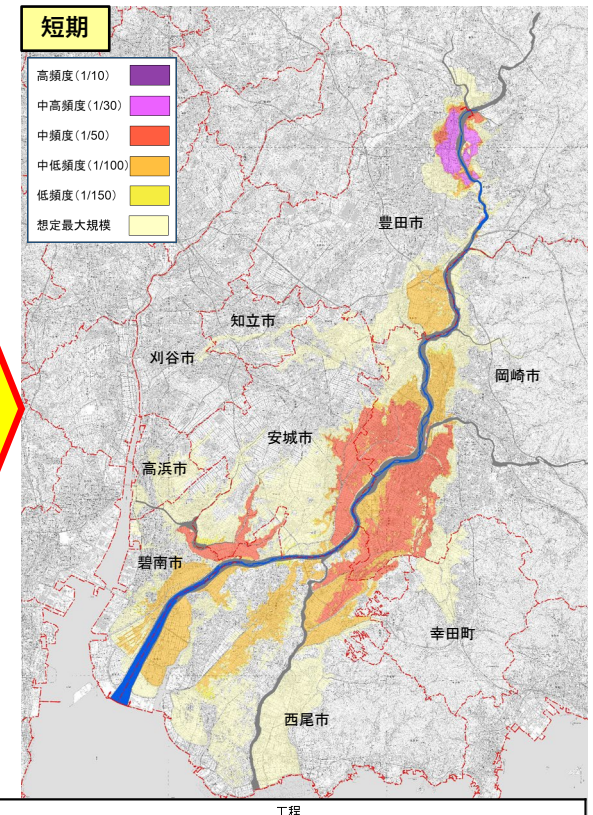 短期
高頻度(1/10)
中高頻度(1/30)
中頻度(1/50)
中低頻度(1/100)
低頻度(1/150)
想定最大規模
豊田市
知立市
刈谷市
岡崎市
安城市
高浜市
碧南市
幸田町
西尾市
工程